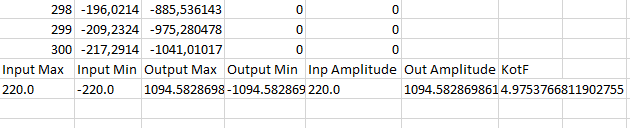 298 -196,0214 -885,536143 0 0
299 -209,2324 -975,280478 0 0
300 -217,2914 -1041,01017 0 0
Input Max Input Min Output Max Output Min Inp Amplitude Out Amplitude KotF
220.0 -220.0 1094.5828698 -1094.582869 220.0 1094.582869861 4.9753766811902755